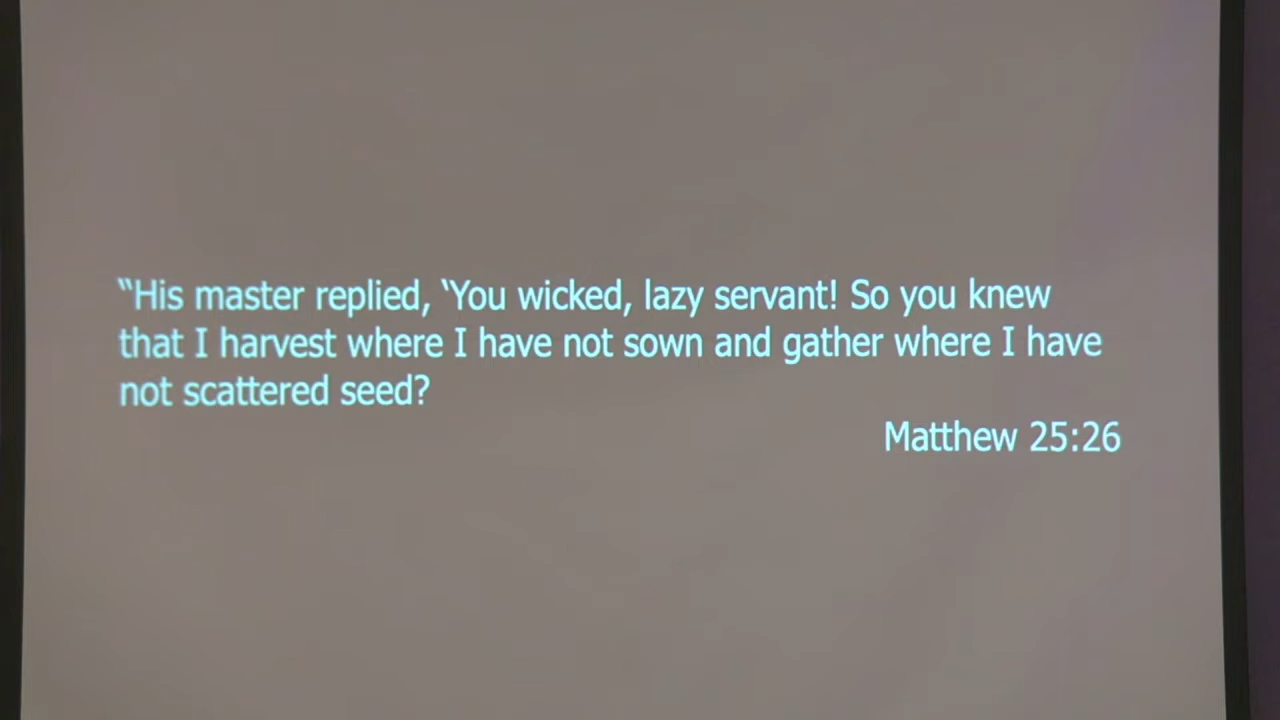 “His master replied, ‘You wicked, lazy servant! So you knew
that I harvest where I have not sown and gather where I have
not scattered seed?
Matthew 25:26